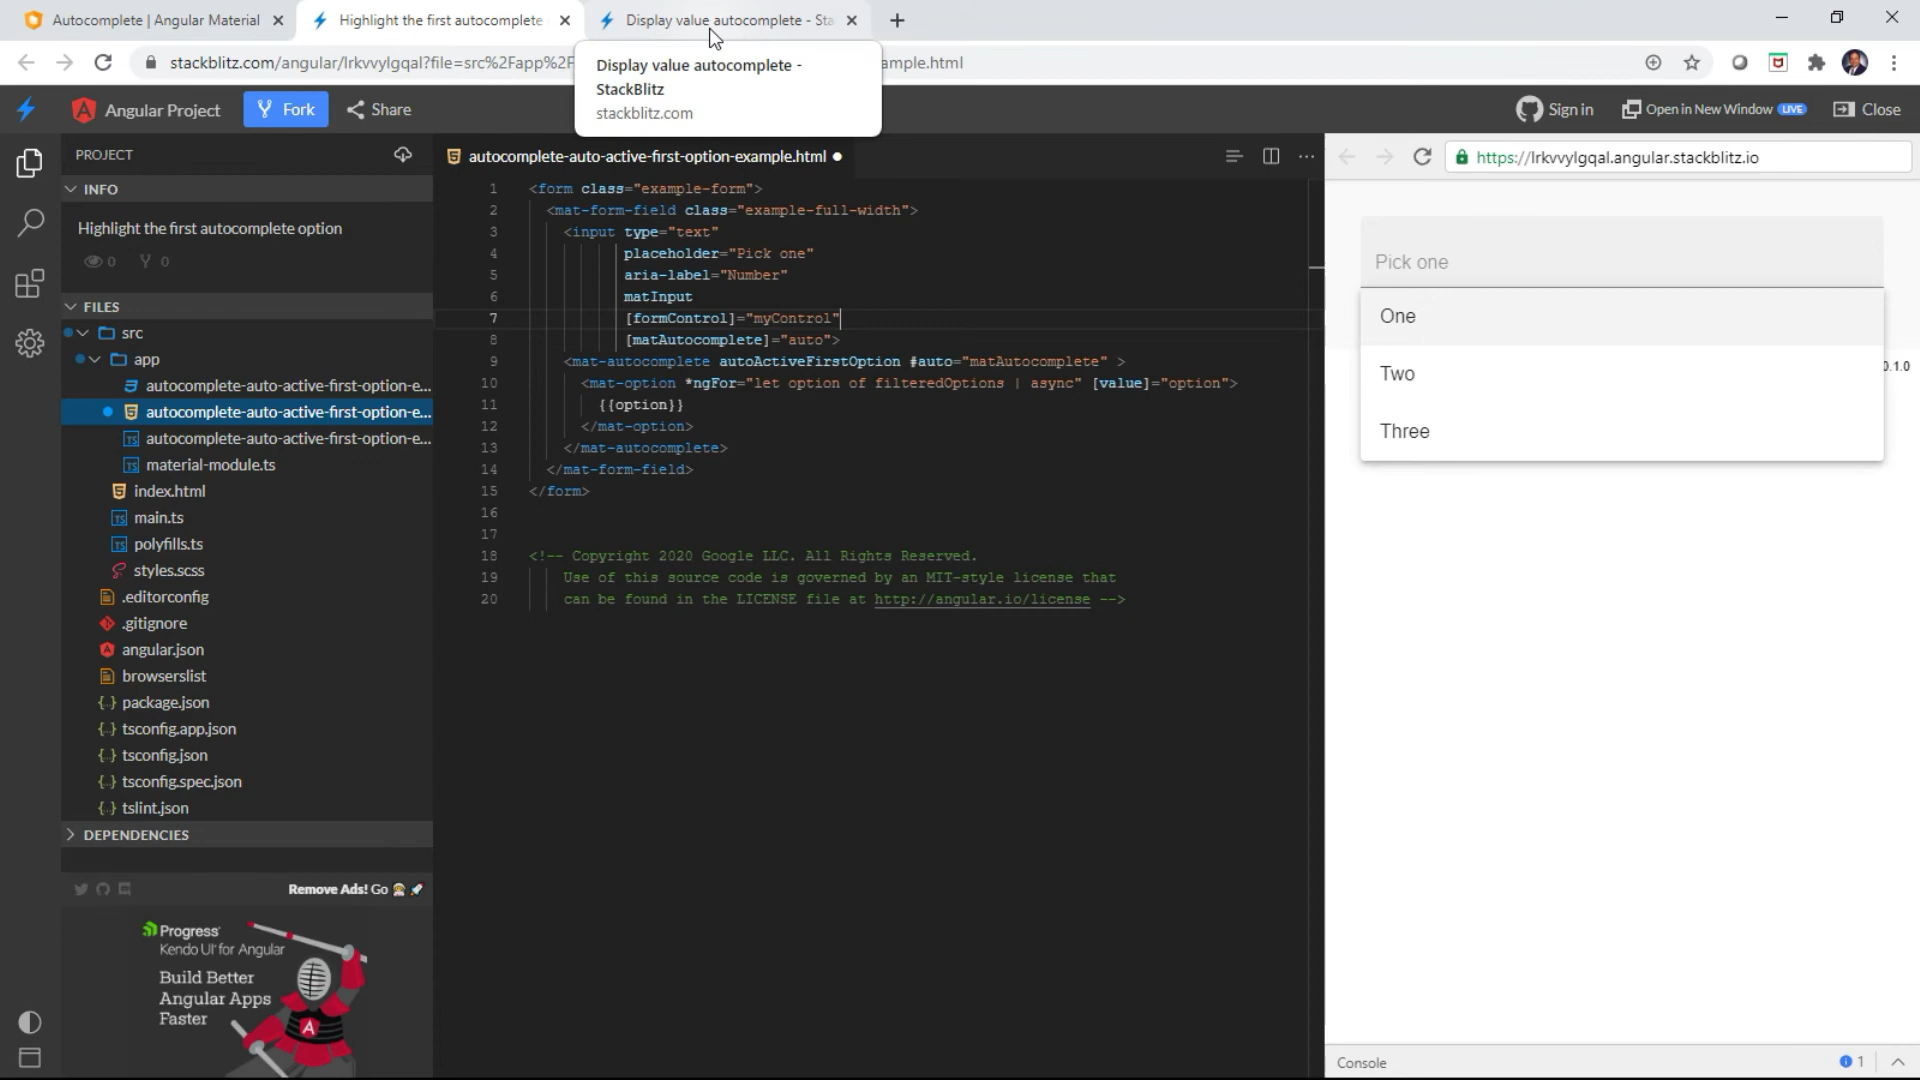 Autocomplete | Angular Material
Highlight the first autocomplete
Display value autocomplete - Sta
stackblitz.com/angular/lrkvvylgqal?file=src%2Fapp%2F
ample.html
Display value autocomplete -
StackBlitz
stackblitz.com
Angular Project
Fork
Share
Sign in
Open in New Window LIVE
Close
PROJECT
INFO
Highlight the first autocomplete option
0
0
FILES
src
app
autocomplete-auto-active-first-option-e...
autocomplete-auto-active-first-option-e...
autocomplete-auto-active-first-option-e...
material-module.ts
index.html
main.ts
polyfills.ts
styles.scss
.editorconfig
.gitignore
angular.json
browserslist
package.json
tsconfig.app.json
tsconfig.json
tsconfig.spec.json
tslint.json
DEPENDENCIES
Remove Ads! Go
Progress
Kendo UI for Angular
Build Better
Angular Apps
Faster
autocomplete-auto-active-first-option-example.html
1 <form class="example-form">
2 <mat-form-field class="example-full-width">
3 <input type="text"
4 placeholder="Pick one"
5 aria-label="Number"
6 matInput
7 [formControl]="myControl"
8 [matAutocomplete]="auto">
9 <mat-autocomplete autoActiveFirstOption #auto="matAutocomplete" >
10 <mat-option *ngFor="let option of filteredOptions | async" [value]="option">
11 {{option}}
12 </mat-option>
13 </mat-autocomplete>
14 </mat-form-field>
15 </form>
16
17
18 <!-- Copyright 2020 Google LLC. All Rights Reserved.
19 Use of this source code is governed by an MIT-style license that
20 can be found in the LICENSE file at http://angular.io/license -->
https://lrkvvylgqal.angular.stackblitz.io
Pick one
One
Two
Three
0.1.0
Console
1